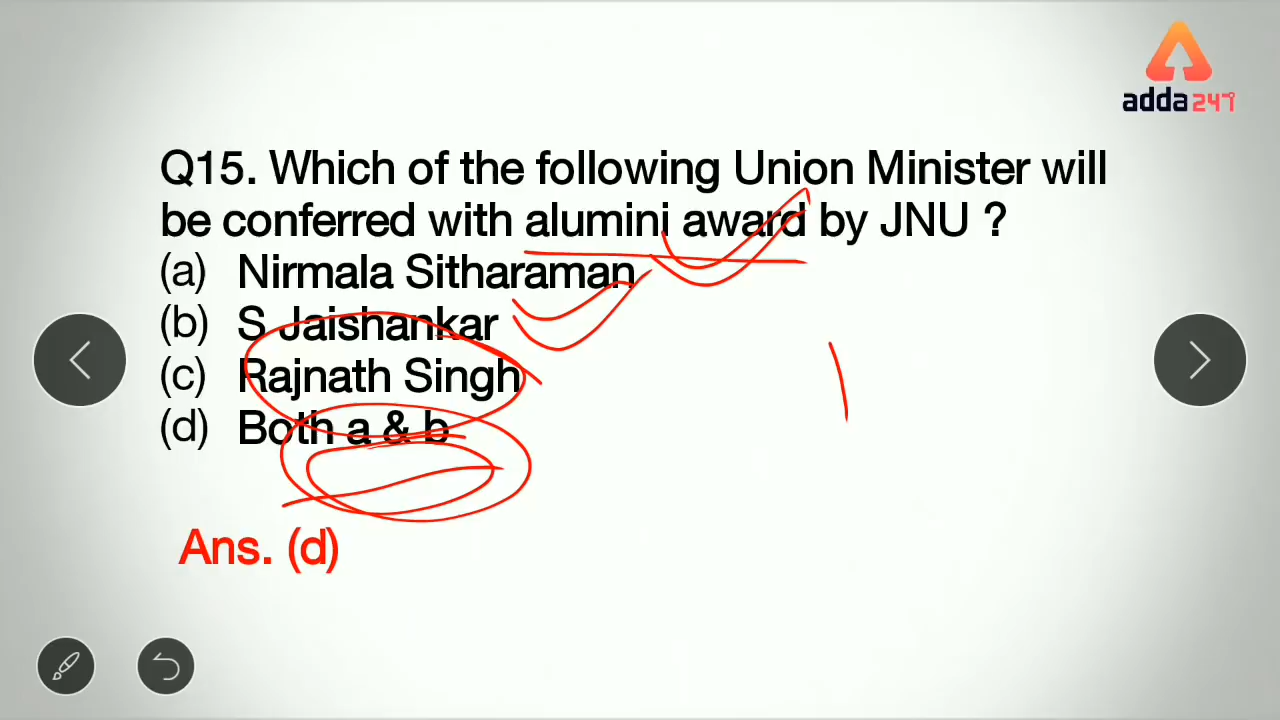 adda247
Q15. Which of the following Union Minister will
be conferred with alumini award by JNU ?
(a) Nirmala Sitharaman
(b) S Jaishankar
(c) Rajnath Singh
(d) Both a & b
Ans. (d)